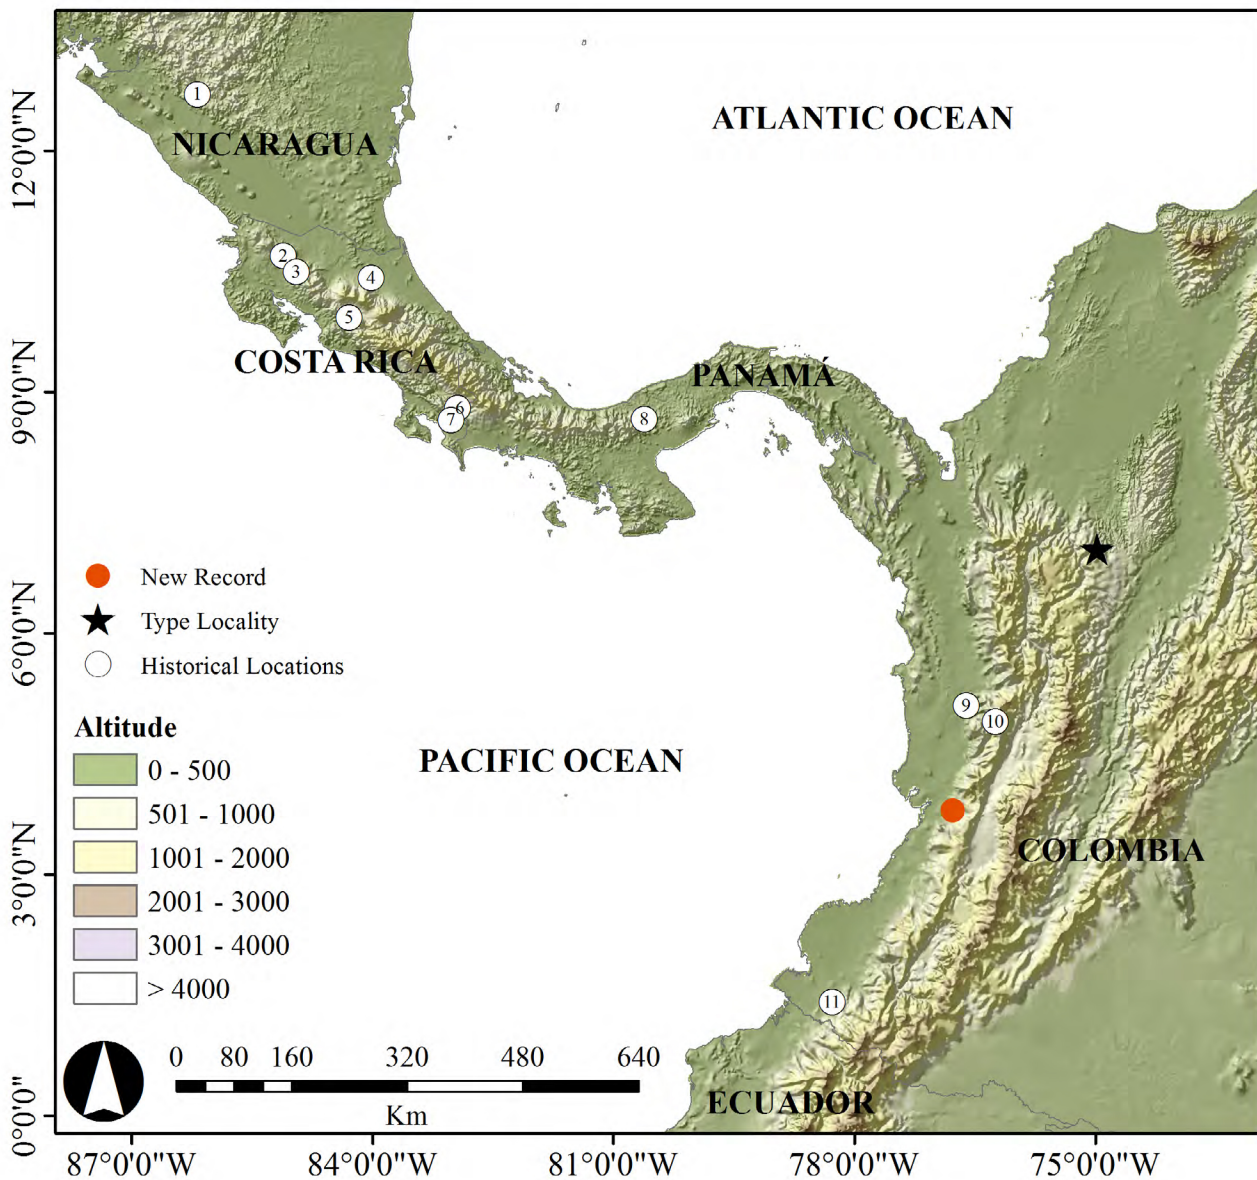 ATLANTIC OCEAN
1
NICARAGUA
2
3
4
5
COSTA RICA
PANAMÁ
6
7
8
New Record
Type Locality
Historical Locations
9
10
Altitude
PACIFIC OCEAN
0 - 500
501 - 1000
1001 - 2000
2001 - 3000
3001 - 4000
> 4000
COLOMBIA
11
0 80 160 320 480 640
Km
ECUADOR
12°0'0"N
9°0'0"N
6°0'0"N
3°0'0"N
0°0'0"
87°0'0"W 84°0'0"W 81°0'0"W 78°0'0"W 75°0'0"W